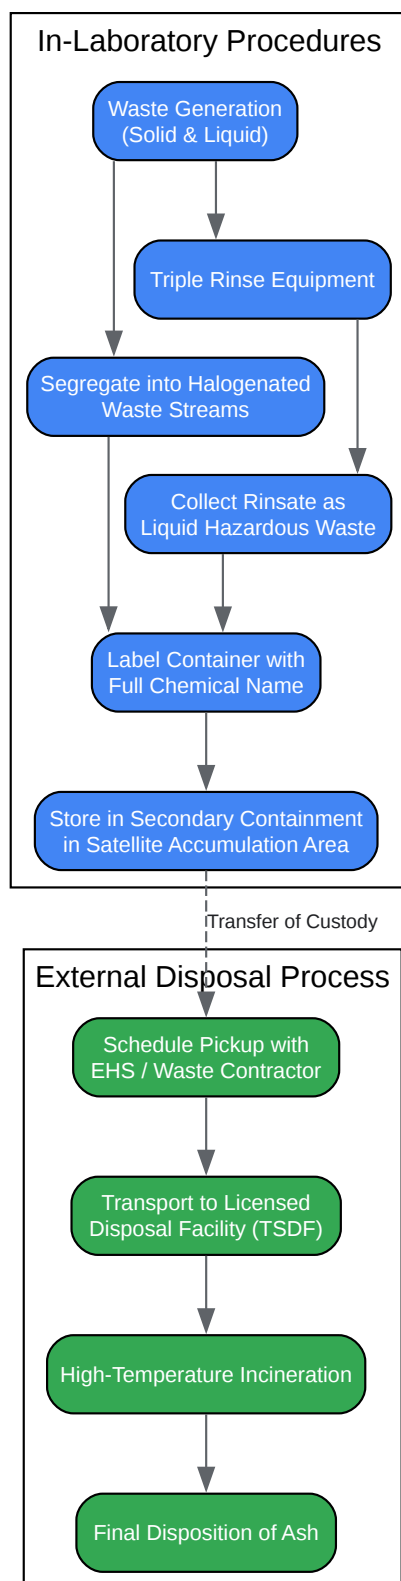 In-Laboratory Procedures
Waste Generation
(Solid & Liquid)
Triple Rinse Equipment
Segregate into Halogenated
Waste Streams
Collect Rinsate as
Liquid Hazardous Waste
Label Container with
Full Chemical Name
Store in Secondary Containment
in Satellite Accumulation Area
Transfer of Custody
External Disposal Process
Schedule Pickup with
EHS / Waste Contractor
Transport to Licensed
Disposal Facility (TSDF)
High-Temperature Incineration
Final Disposition of Ash